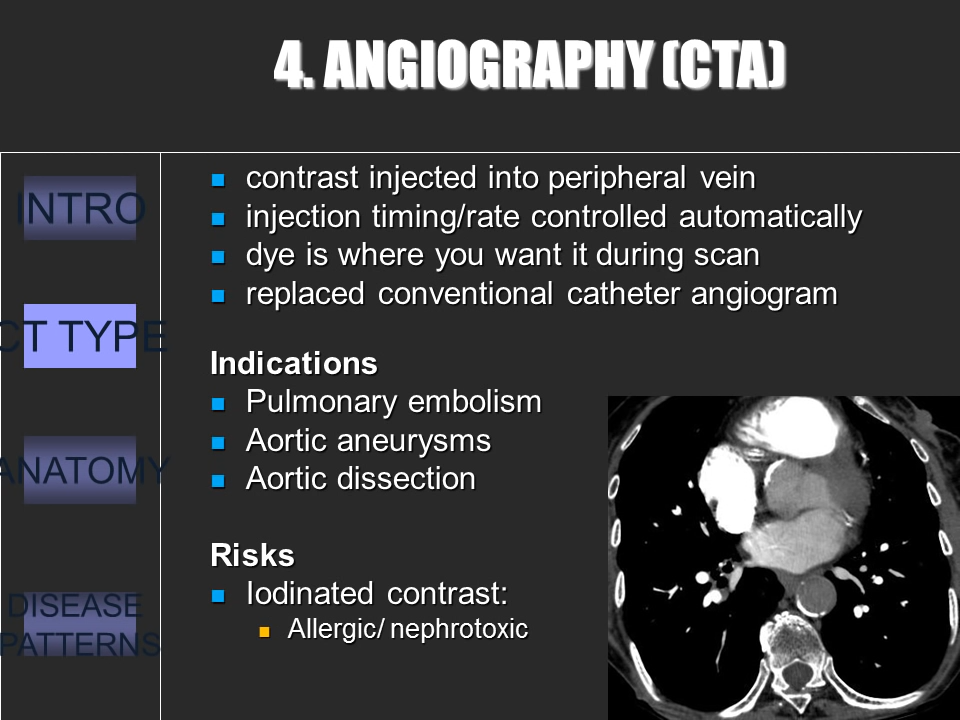 4. ANGIOGRAPHY (CTA)
INTRO
CT TYPE
ANATOMY
DISEASE
PATTERNS
contrast injected into peripheral vein
injection timing/rate controlled automatically
dye is where you want it during scan
replaced conventional catheter angiogram
Indications
Pulmonary embolism
Aortic aneurysms
Aortic dissection
Risks
Iodinated contrast:
Allergic/ nephrotoxic